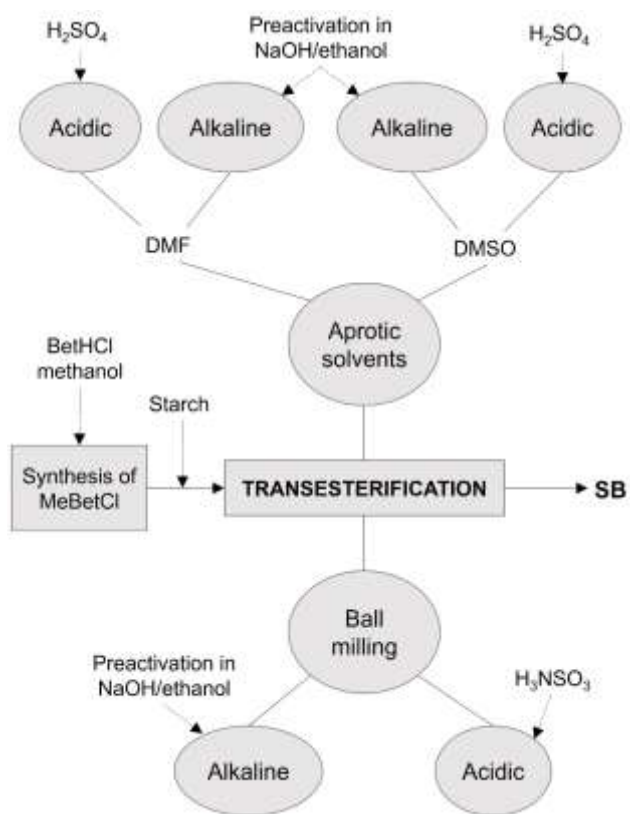 H₂SO₄
Preactivation in
NaOH/ethanol
H₂SO₄
Acidic
Alkaline
Alkaline
Acidic
DMF
DMSO
Aprotic
solvents
BetHCl
methanol
Starch
Synthesis of
MeBetCl
TRANSESTERIFICATION
SB
Ball
milling
Preactivation in
NaOH/ethanol
H₃NSO₃
Alkaline
Acidic